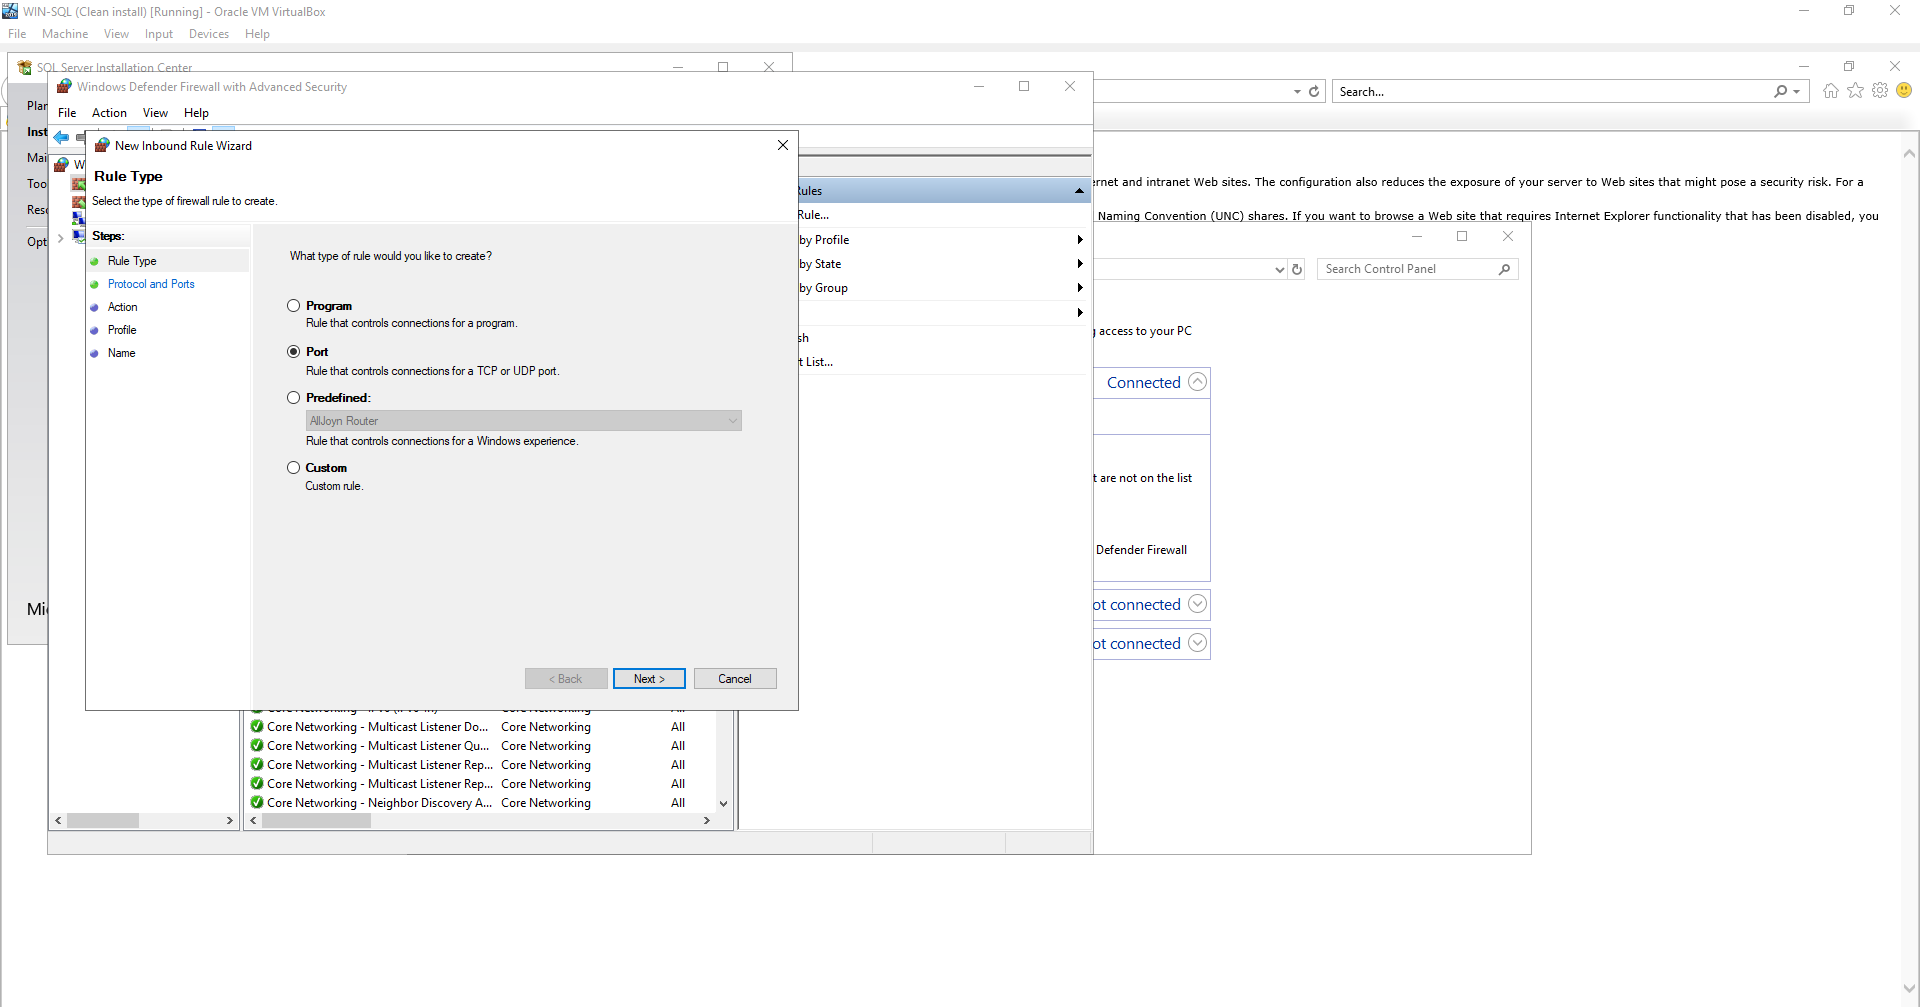 WIN-SQL (Clean install) [Running] - Oracle VM VirtualBox
File Machine View Input Devices Help
SQL Server Installation Center
Windows Defender Firewall with Advanced Security
Search...
File Action View Help
New Inbound Rule Wizard
Rule Type
Select the type of firewall rule to create.
Steps:
Rule Type
Protocol and Ports
Action
Profile
Name
What type of rule would you like to create?
Program
Rule that controls connections for a program.
Port
Rule that controls connections for a TCP or UDP port.
Predefined:
AllJoyn Router
Rule that controls connections for a Windows experience.
Custom
Custom rule.
< Back Next > Cancel
Rules
Rule...
by Profile
by State
by Group
t List...
ernet and intranet Web sites. The configuration also reduces the exposure of your server to Web sites that might pose a security risk. For a
Naming Convention (UNC) shares. If you want to browse a Web site that requires Internet Explorer functionality that has been disabled, you
Search Control Panel
g access to your PC
Connected
t are not on the list
Defender Firewall
ot connected
ot connected
Core Networking - Multicast Listener Do... Core Networking All
Core Networking - Multicast Listener Qu... Core Networking All
Core Networking - Multicast Listener Rep... Core Networking All
Core Networking - Multicast Listener Rep... Core Networking All
Core Networking - Neighbor Discovery A... Core Networking All